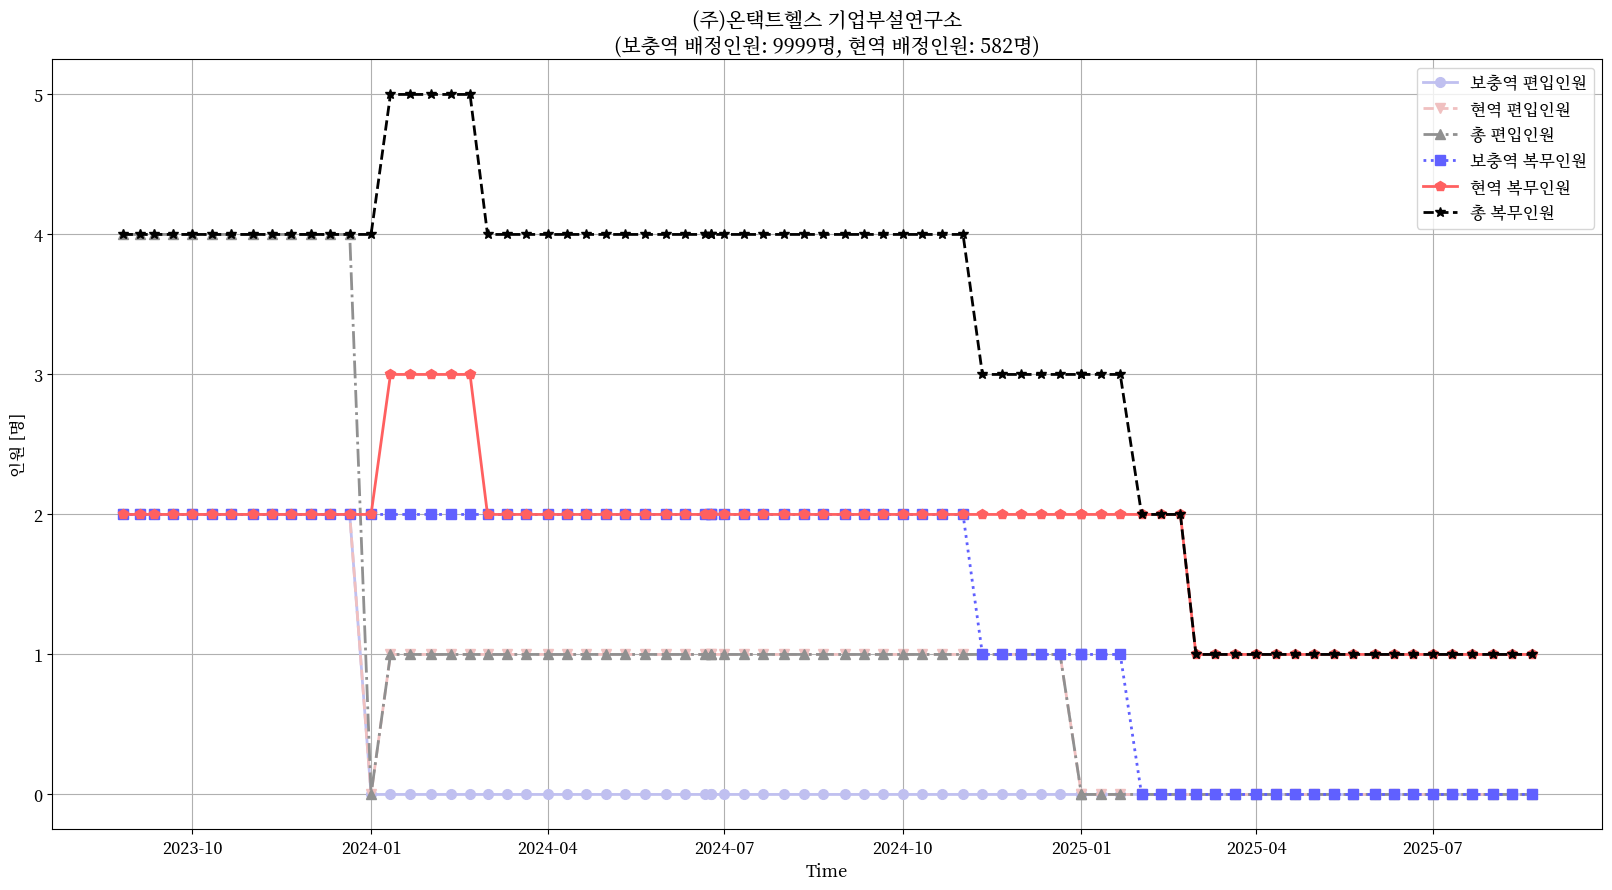 (주)온택트헬스 기업부설연구소
(보충역 배정인원: 9999명, 현역 배정인원: 582명)
보충역 편입인원
현역 편입인원
총 편입인원
보충역 복무인원
현역 복무인원
총 복무인원
인원 [명]
5
4
3
2
1
0
2023-10
2024-01
2024-04
2024-07
2024-10
2025-01
2025-04
2025-07
Time